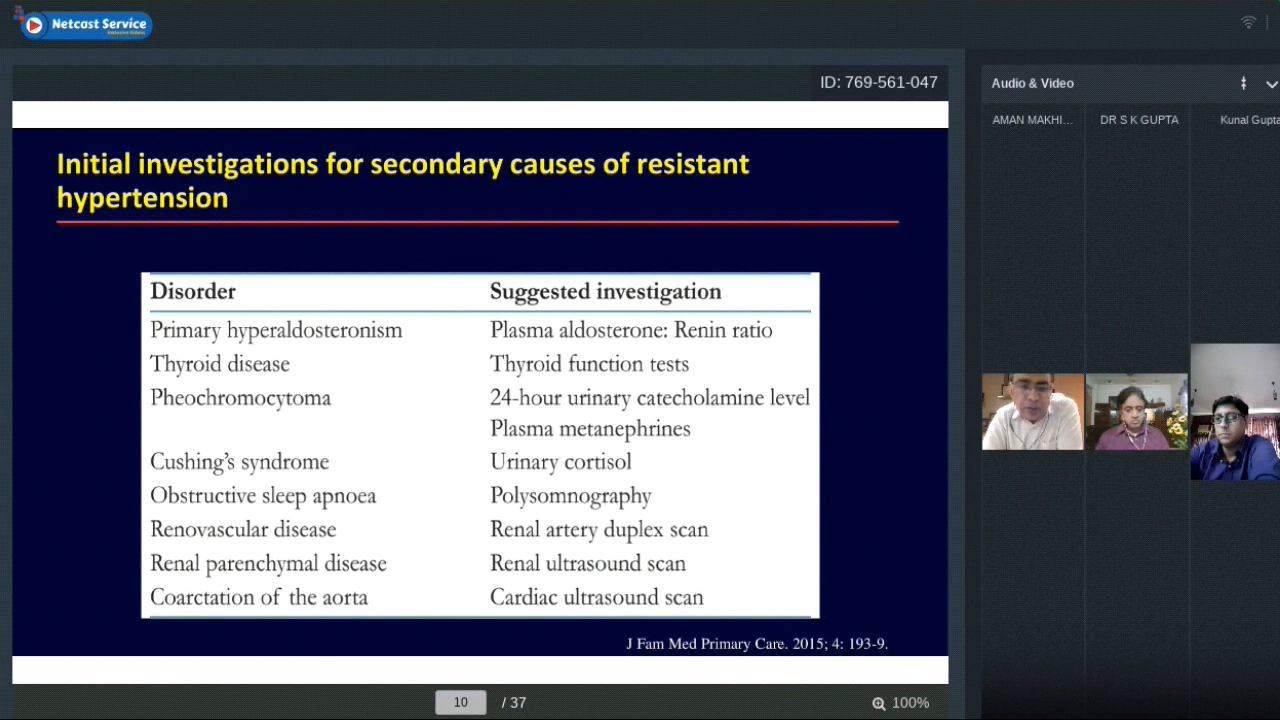 Netcast Service
ID: 769-561-047
Audio & Video
AMAN MAKHI...
DR S K GUPTA
Kunal Gupta
Initial investigations for secondary causes of resistant
hypertension
Disorder Suggested investigation
Primary hyperaldosteronism Plasma aldosterone: Renin ratio
Thyroid disease Thyroid function tests
Pheochromocytoma 24-hour urinary catecholamine level
Plasma metanephrines
Cushing's syndrome Urinary cortisol
Obstructive sleep apnoea Polysomnography
Renovascular disease Renal artery duplex scan
Renal parenchymal disease Renal ultrasound scan
Coarctation of the aorta Cardiac ultrasound scan
J Fam Med Primary Care. 2015; 4: 193-9.
10 / 37
100%